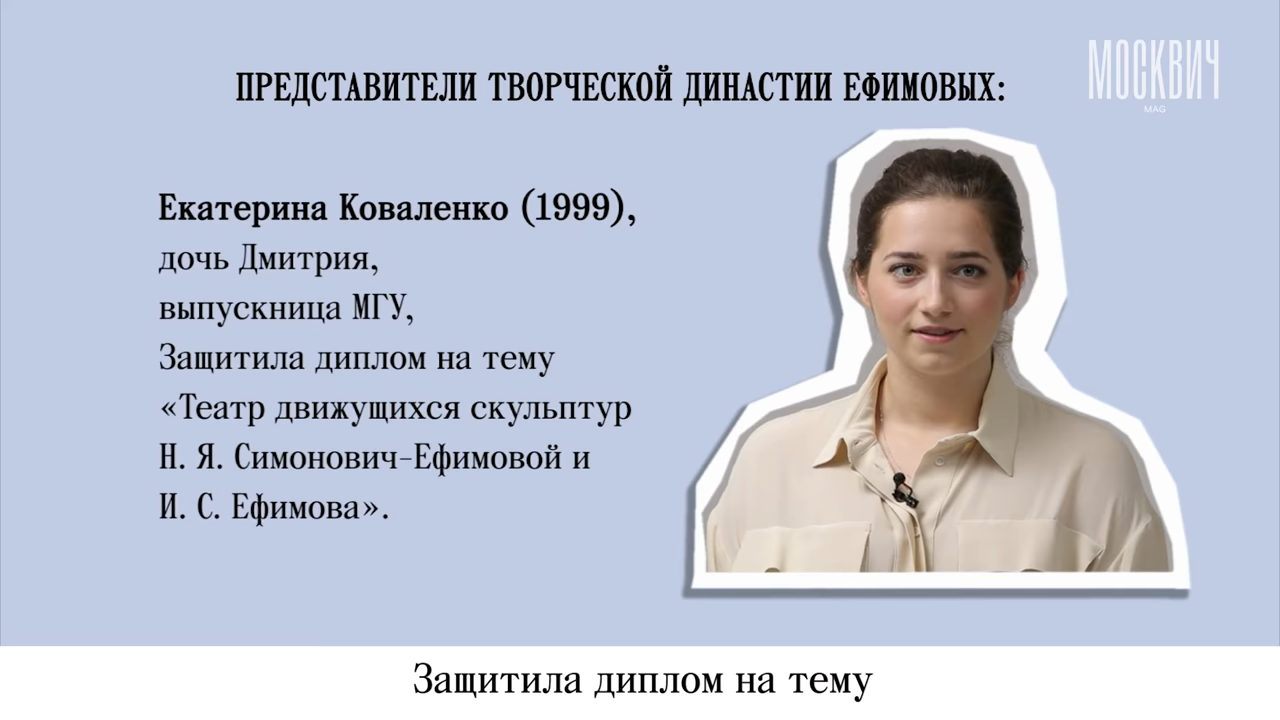 МОСКВИЧ
MAG
ПРЕДСТАВИТЕЛИ ТВОРЧЕСКОЙ ДИНАСТИИ ЕФИМОВЫХ:
Екатерина Коваленко (1999),
дочь Дмитрия,
выпускница МГУ,
Защитила диплом на тему
«Театр движущихся скульптур
Н. Я. Симонович-Ефимовой и
И. С. Ефимова».
Защитила диплом на тему